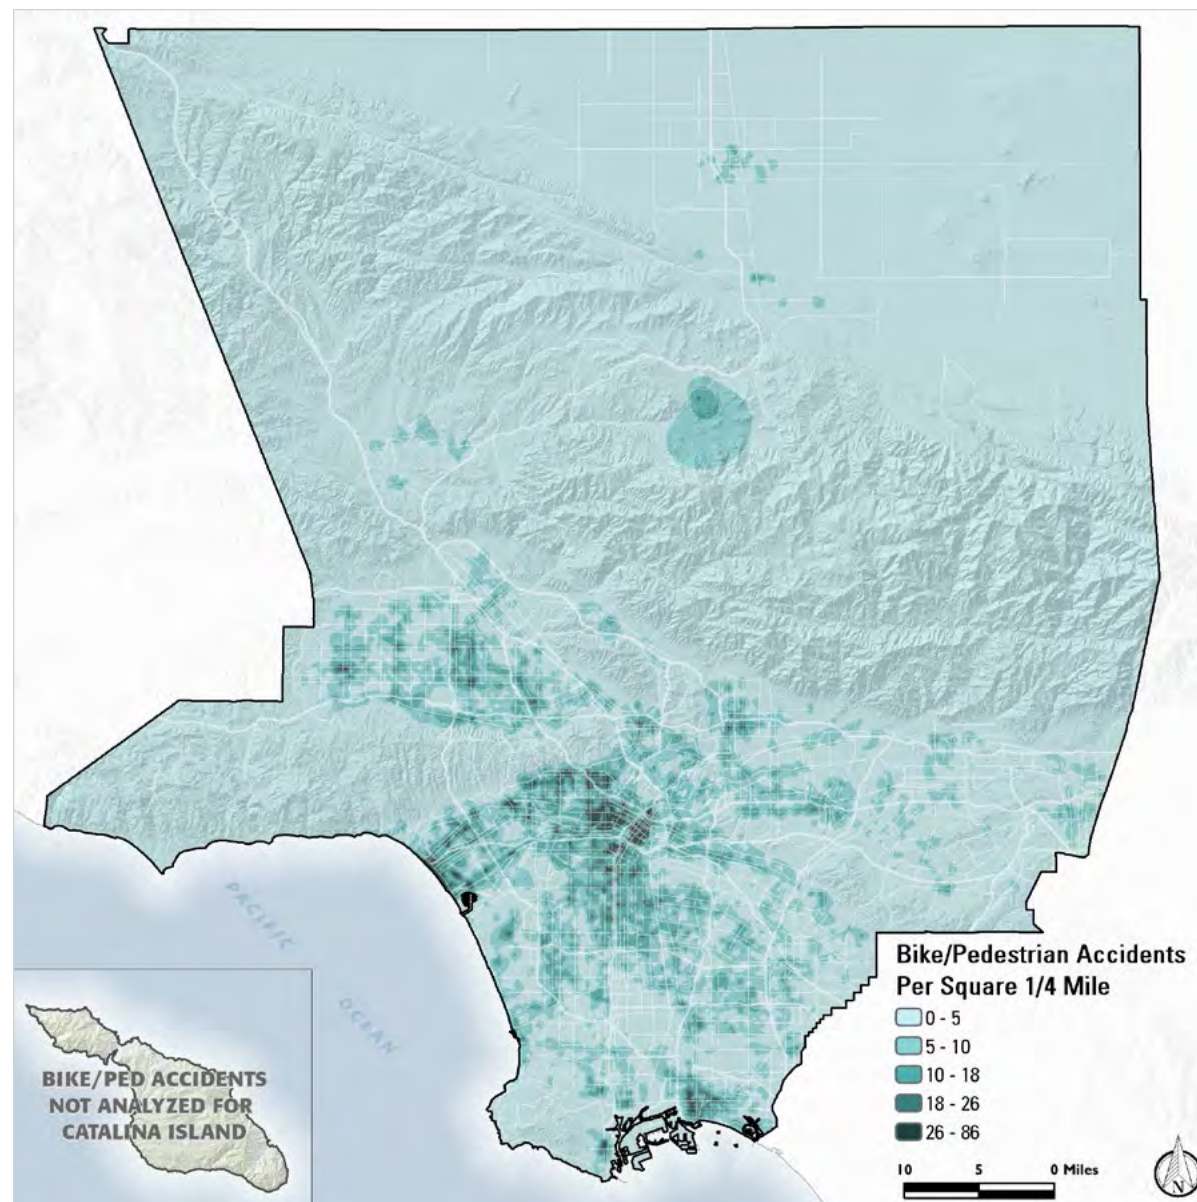 PACIFIC
OCEAN
BIKE/PED ACCIDENTS
NOT ANALYZED FOR
CATALINA ISLAND
Bike/Pedestrian Accidents
Per Square 1/4 Mile
0 - 5
5 - 10
10 - 18
18 - 26
26 - 86
10 5 0 Miles
N